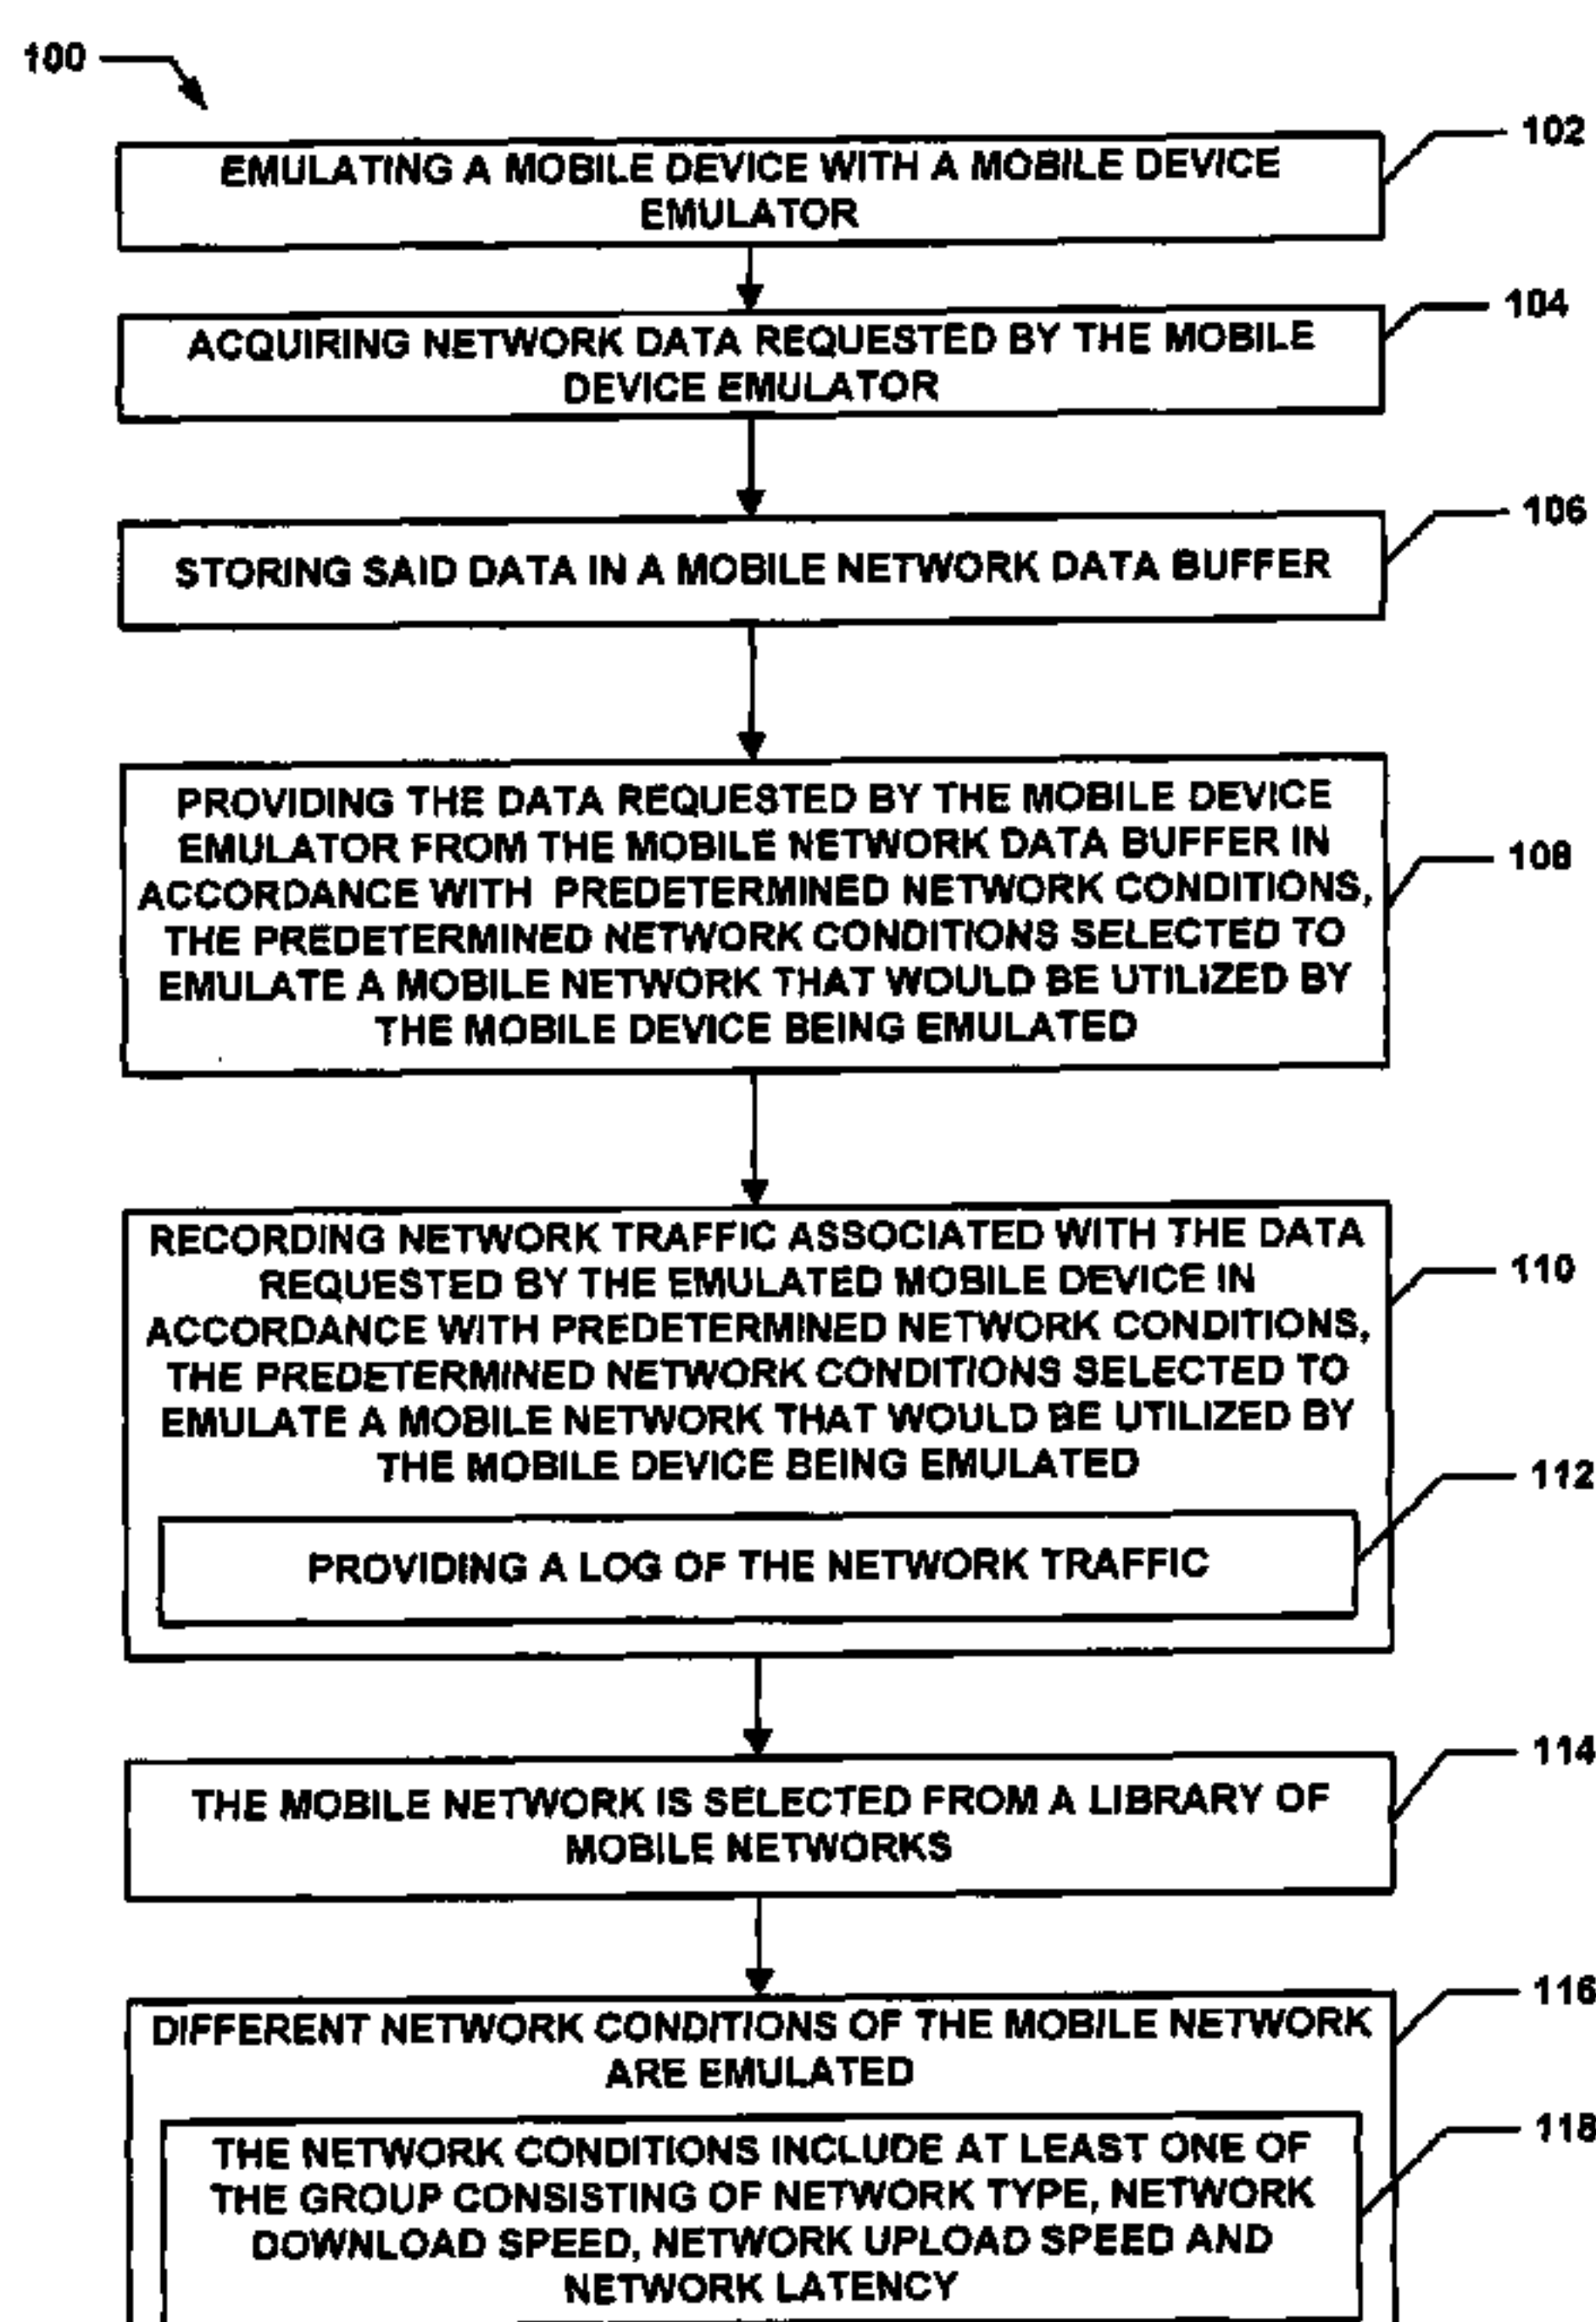 100
102
EMULATING A MOBILE DEVICE WITH A MOBILE DEVICE
EMULATOR
104
ACQUIRING NETWORK DATA REQUESTED BY THE MOBILE
DEVICE EMULATOR
106
STORING SAID DATA IN A MOBILE NETWORK DATA BUFFER
PROVIDING THE DATA REQUESTED BY THE MOBILE DEVICE
EMULATOR FROM THE MOBILE NETWORK DATA BUFFER IN
ACCORDANCE WITH PREDETERMINED NETWORK CONDITIONS,
THE PREDETERMINED NETWORK CONDITIONS SELECTED TO
EMULATE A MOBILE NETWORK THAT WOULD BE UTILIZED BY
THE MOBILE DEVICE BEING EMULATED
108
RECORDING NETWORK TRAFFIC ASSOCIATED WITH THE DATA
REQUESTED BY THE EMULATED MOBILE DEVICE IN
ACCORDANCE WITH PREDETERMINED NETWORK CONDITIONS,
THE PREDETERMINED NETWORK CONDITIONS SELECTED TO
EMULATE A MOBILE NETWORK THAT WOULD BE UTILIZED BY
THE MOBILE DEVICE BEING EMULATED
110
112
PROVIDING A LOG OF THE NETWORK TRAFFIC
114
THE MOBILE NETWORK IS SELECTED FROM A LIBRARY OF
MOBILE NETWORKS
116
DIFFERENT NETWORK CONDITIONS OF THE MOBILE NETWORK
ARE EMULATED
118
THE NETWORK CONDITIONS INCLUDE AT LEAST ONE OF
THE GROUP CONSISTING OF NETWORK TYPE, NETWORK
DOWNLOAD SPEED, NETWORK UPLOAD SPEED AND
NETWORK LATENCY